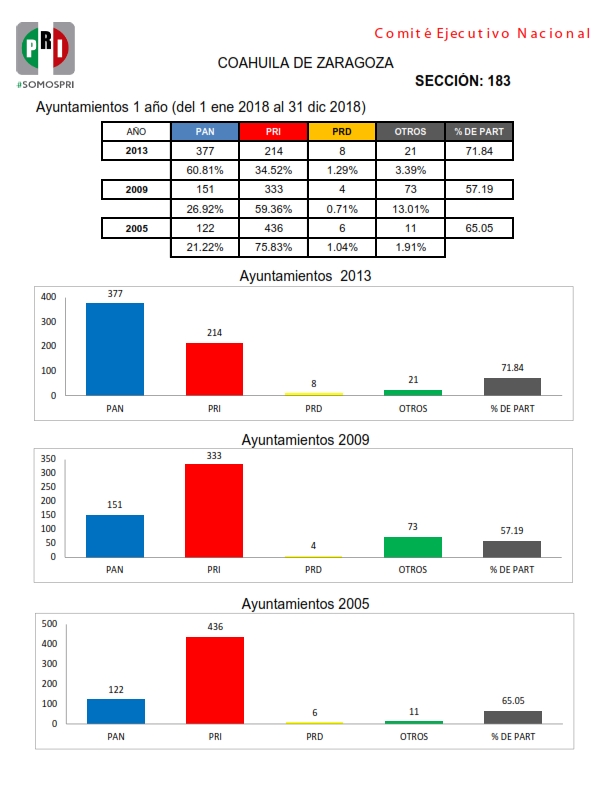 Comité Ejecutivo Nacional
PRI
#SOMOSPRI
COAHUILA DE ZARAGOZA
SECCIÓN: 183
Ayuntamientos 1 año (del 1 ene 2018 al 31 dic 2018)
AÑO PAN PRI PRD OTROS % DE PART
2013 377 214 8 21 71.84
60.81% 34.52% 1.29% 3.39%
2009 151 333 4 73 57.19
26.92% 59.36% 0.71% 13.01%
2005 122 436 6 11 65.05
21.22% 75.83% 1.04% 1.91%
Ayuntamientos 2013
400
300
200
100
0
377
214
8
21
71.84
PAN PRI PRD OTROS % DE PART
Ayuntamientos 2009
350
300
250
200
150
100
50
0
151
333
4
73
57.19
PAN PRI PRD OTROS % DE PART
Ayuntamientos 2005
500
400
300
200
100
0
122
436
6
11
65.05
PAN PRI PRD OTROS % DE PART